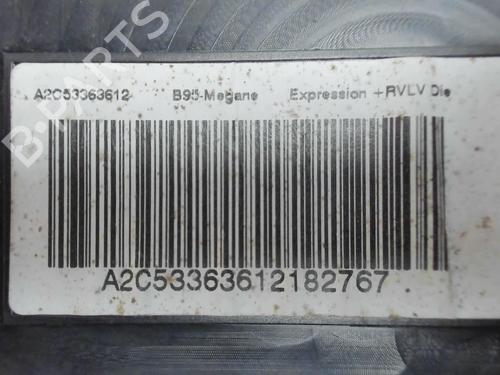 A2C53363612 B95-Megane Expression +RVLV Die
A2C53363612182767
B-PARTS